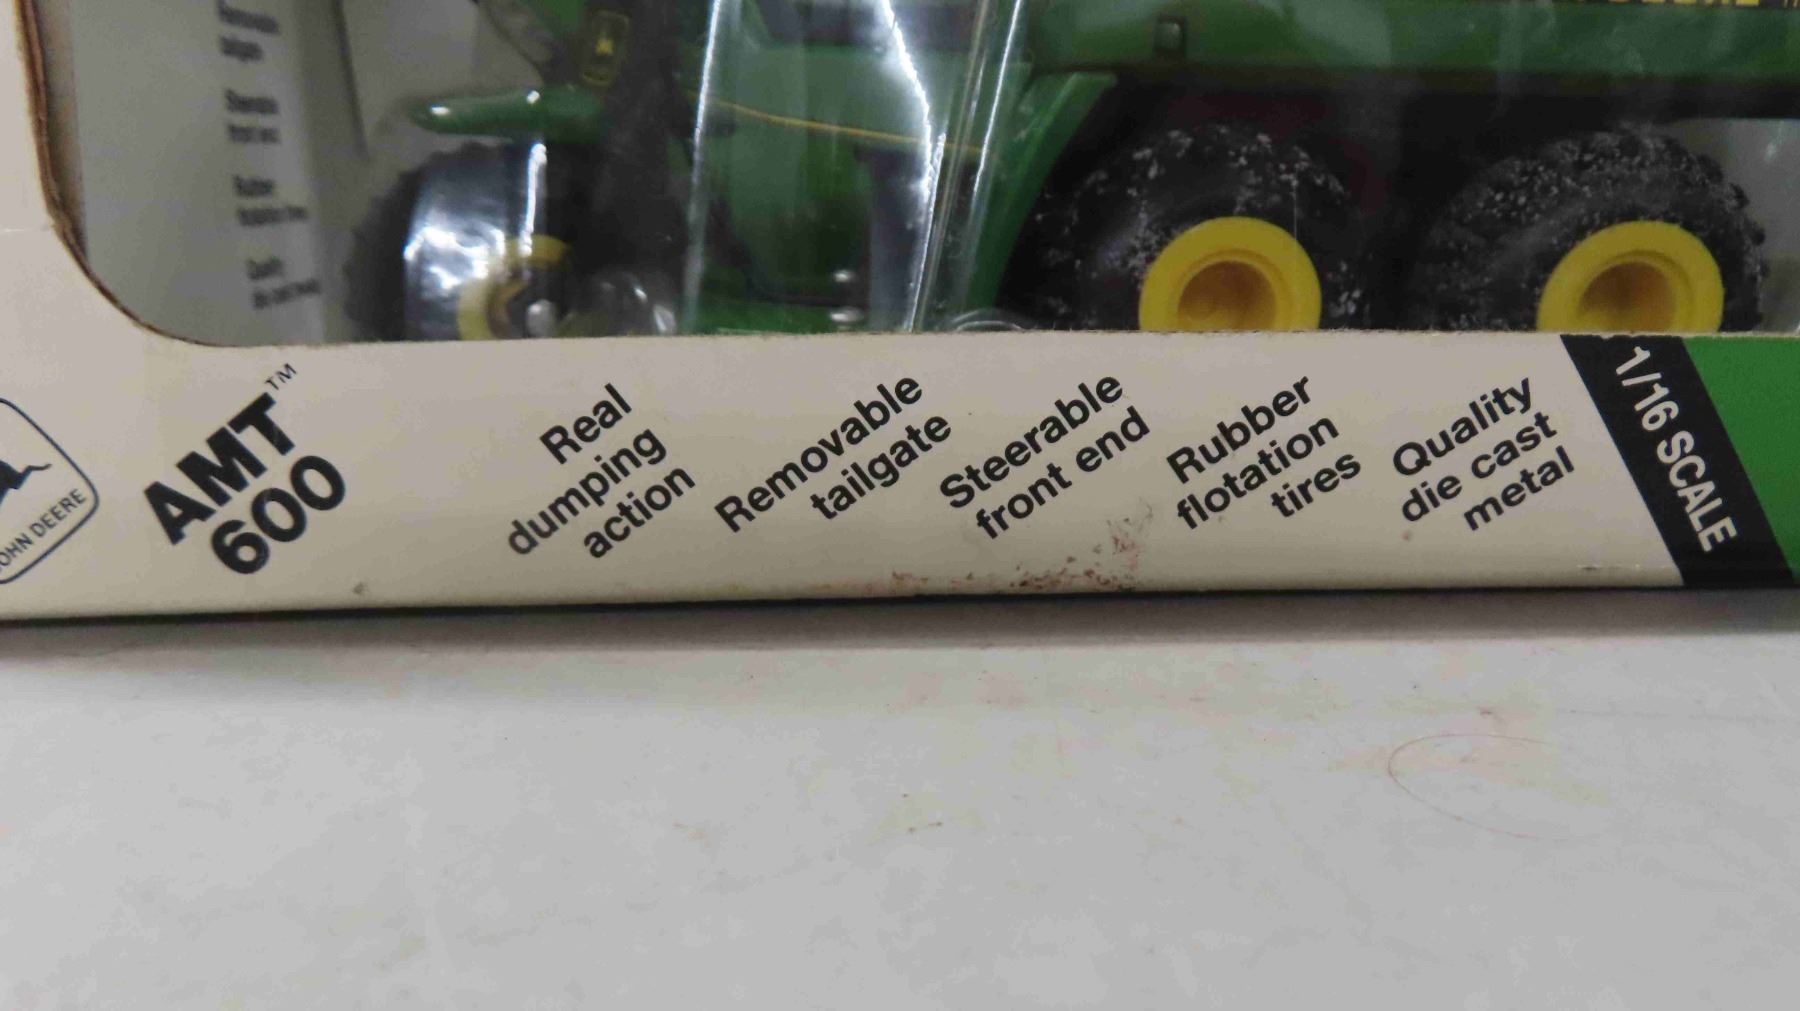 JOHN DEERE
AMT™
600
Real
dumping
action
Removable
tailgate
Steerable
front end
Rubber
flotation
tires
Quality
die cast
metal
1/16 SCALE